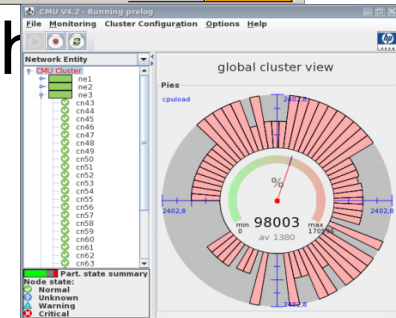 h
CMU V4.2 - Running prolog
File Monitoring Cluster Configuration Options Help
Network Entity
global cluster view
CMU Cluster
ne1
ne2
ne3
cn43
cn44
cn45
cn46
cn47
cn48
cn49
cn50
cn51
cn52
cn53
cn54
cn55
cn56
cn57
cn58
cn59
cn60
cn61
cn62
cn63
Pies
cpuload
2402,8
2402,8
2402,8
2402,8
%
min
0
98003
av 1380
max
Part. state summary
Node state:
Normal
Unknown
Warning
Critical